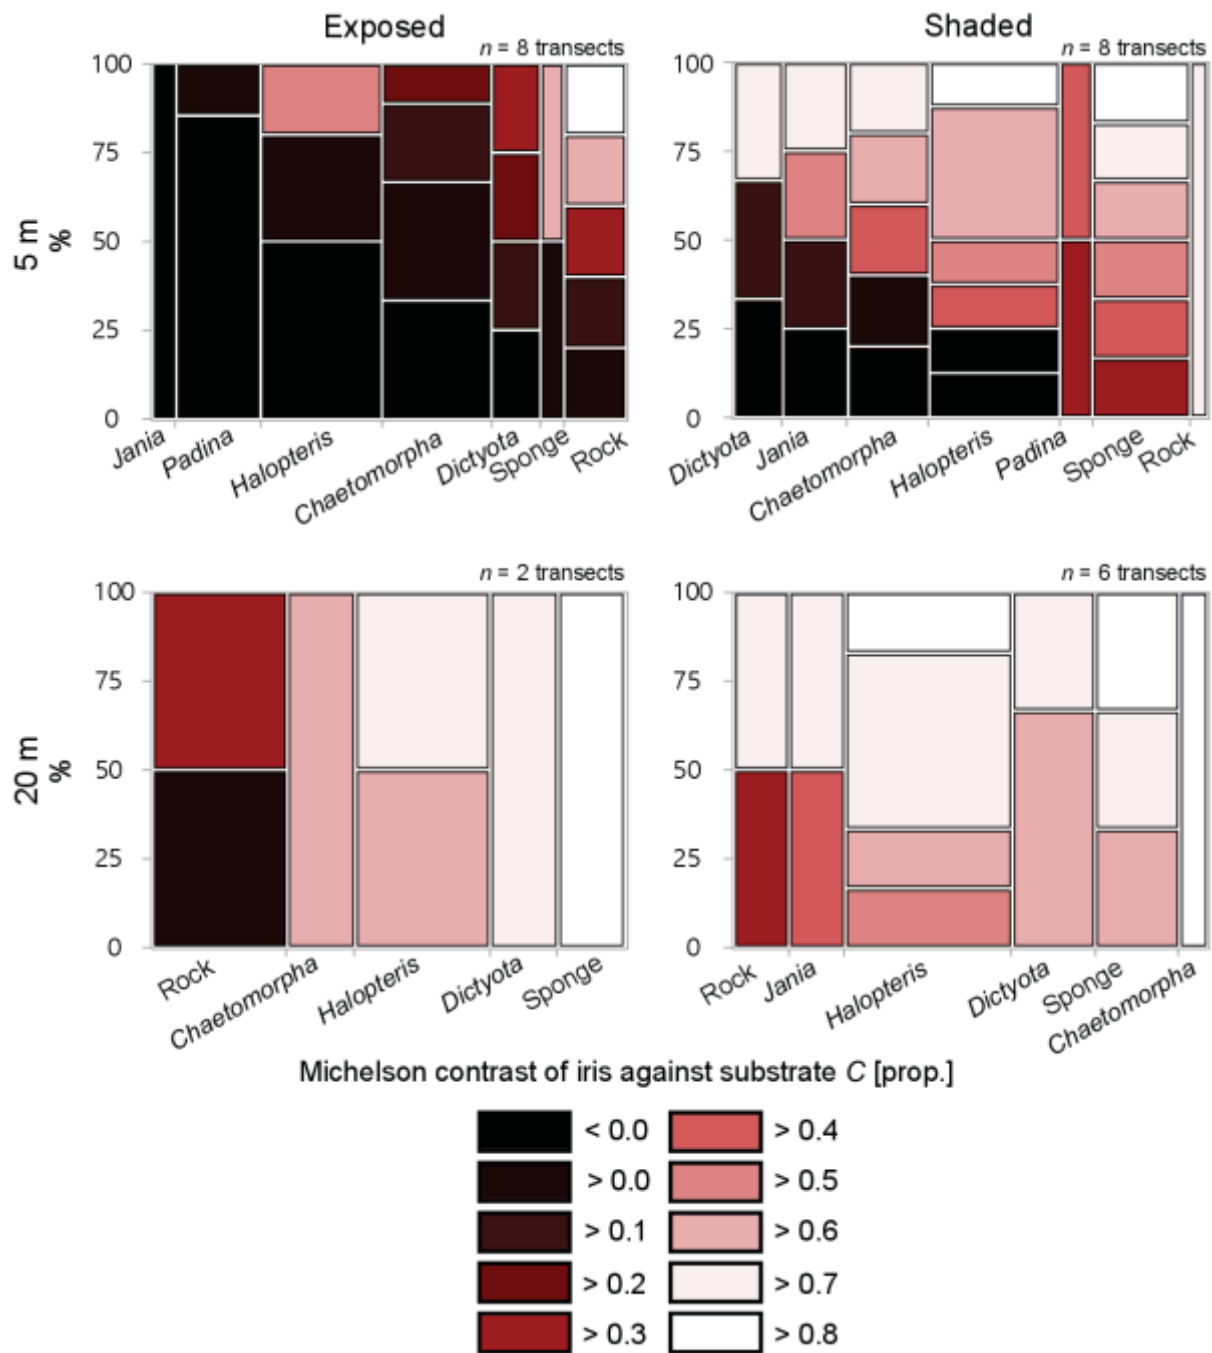 Exposed
n = 8 transects
Shaded
n = 8 transects
5 m
%
100
75
50
25
0
Jania
Padina
Halopteris
Chaetomorpha
Dictyota
Sponge
Rock
100
75
50
25
0
Dictyota
Jania
Chaetomorpha
Halopteris
Padina
Sponge
Rock
n = 2 transects
n = 6 transects
20 m
%
100
75
50
25
0
Rock
Chaetomorpha
Halopteris
Dictyota
Sponge
100
75
50
25
0
Rock
Jania
Halopteris
Dictyota
Sponge
Chaetomorpha
Michelson contrast of iris against substrate C [prop.]
< 0.0
> 0.0
> 0.1
> 0.2
> 0.3
> 0.4
> 0.5
> 0.6
> 0.7
> 0.8